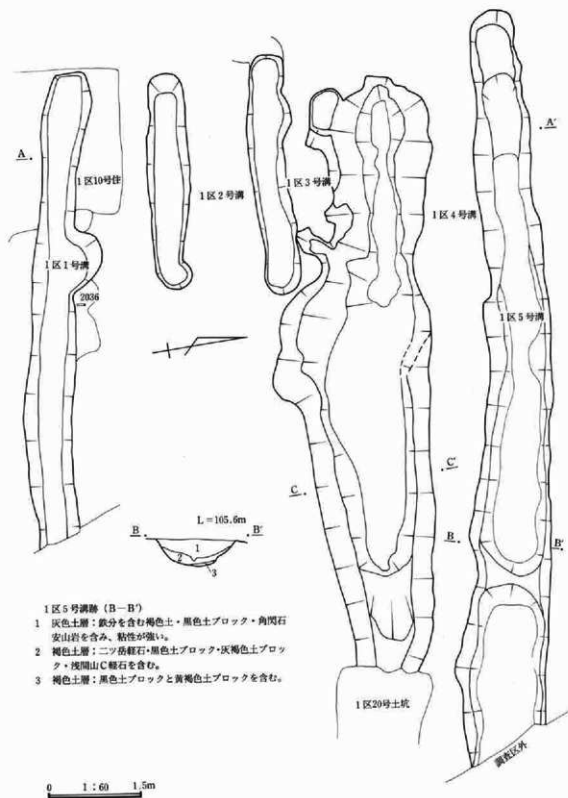 A
1区10号住
1区2号溝
1区3号溝
1区4号溝
A′
1区1号溝
2036
1区5号溝
C
C′
B
L=105.6m
B′
1
2
3
B
B′
1区5号溝跡 (B－B′)
1 灰色土層：鉄分を含む褐色土・黒色土ブロック・角閃石
安山岩を含み、粘性が強い。
2 褐色土層：二ツ岳軽石・黒色土ブロック・灰褐色土ブロッ
ク・浅間山C軽石を含む。
3 褐色土層：黒色土ブロックと黄褐色土ブロックを含む。
1区20号土坑
調査区外
0 1：60 1.5m